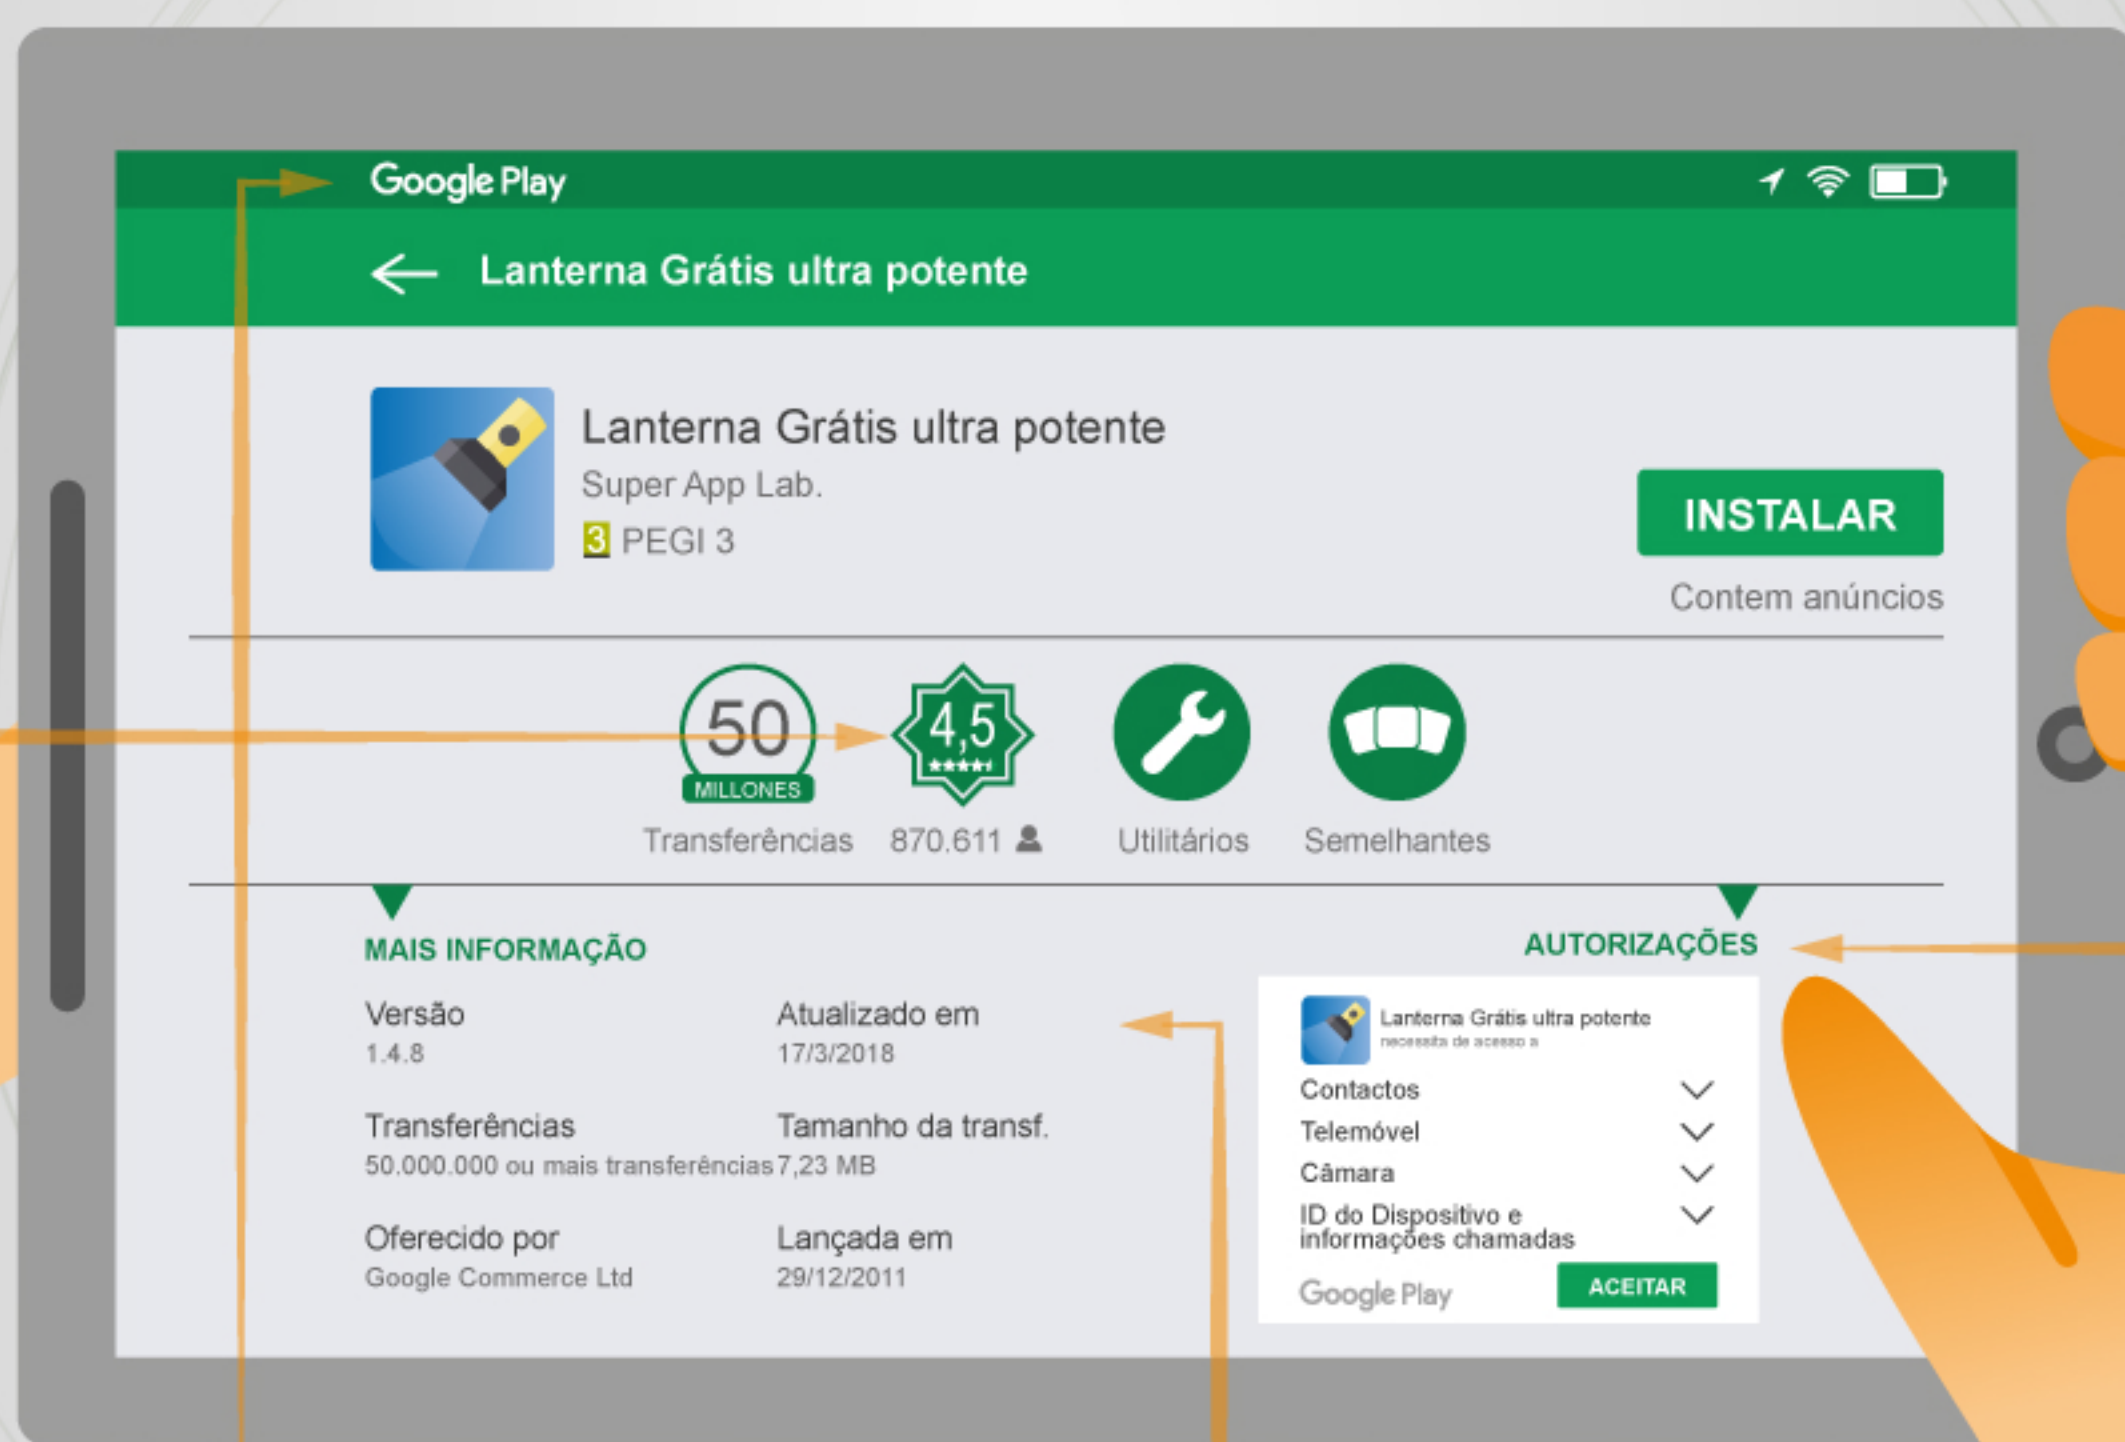 Google Play
Lanterna Grátis ultra potente
Lanterna Grátis ultra potente
Super App Lab.
3 PEGI 3
INSTALAR
Contem anúncios
50
MILLONES
Transferências
4,5
870.611
Utilitários
Semelhantes
MAIS INFORMAÇÃO
Versão
1.4.8
Atualizado em
17/3/2018
Transferências
50.000.000 ou mais transferências
Tamanho da transf.
7,23 MB
Oferecido por
Google Commerce Ltd
Lançada em
29/12/2011
AUTORIZAÇÕES
Lanterna Grátis ultra potente
necessita de acesso a
Contactos
Telemóvel
Câmara
ID do Dispositivo e
informações chamadas
Google Play
ACEITAR